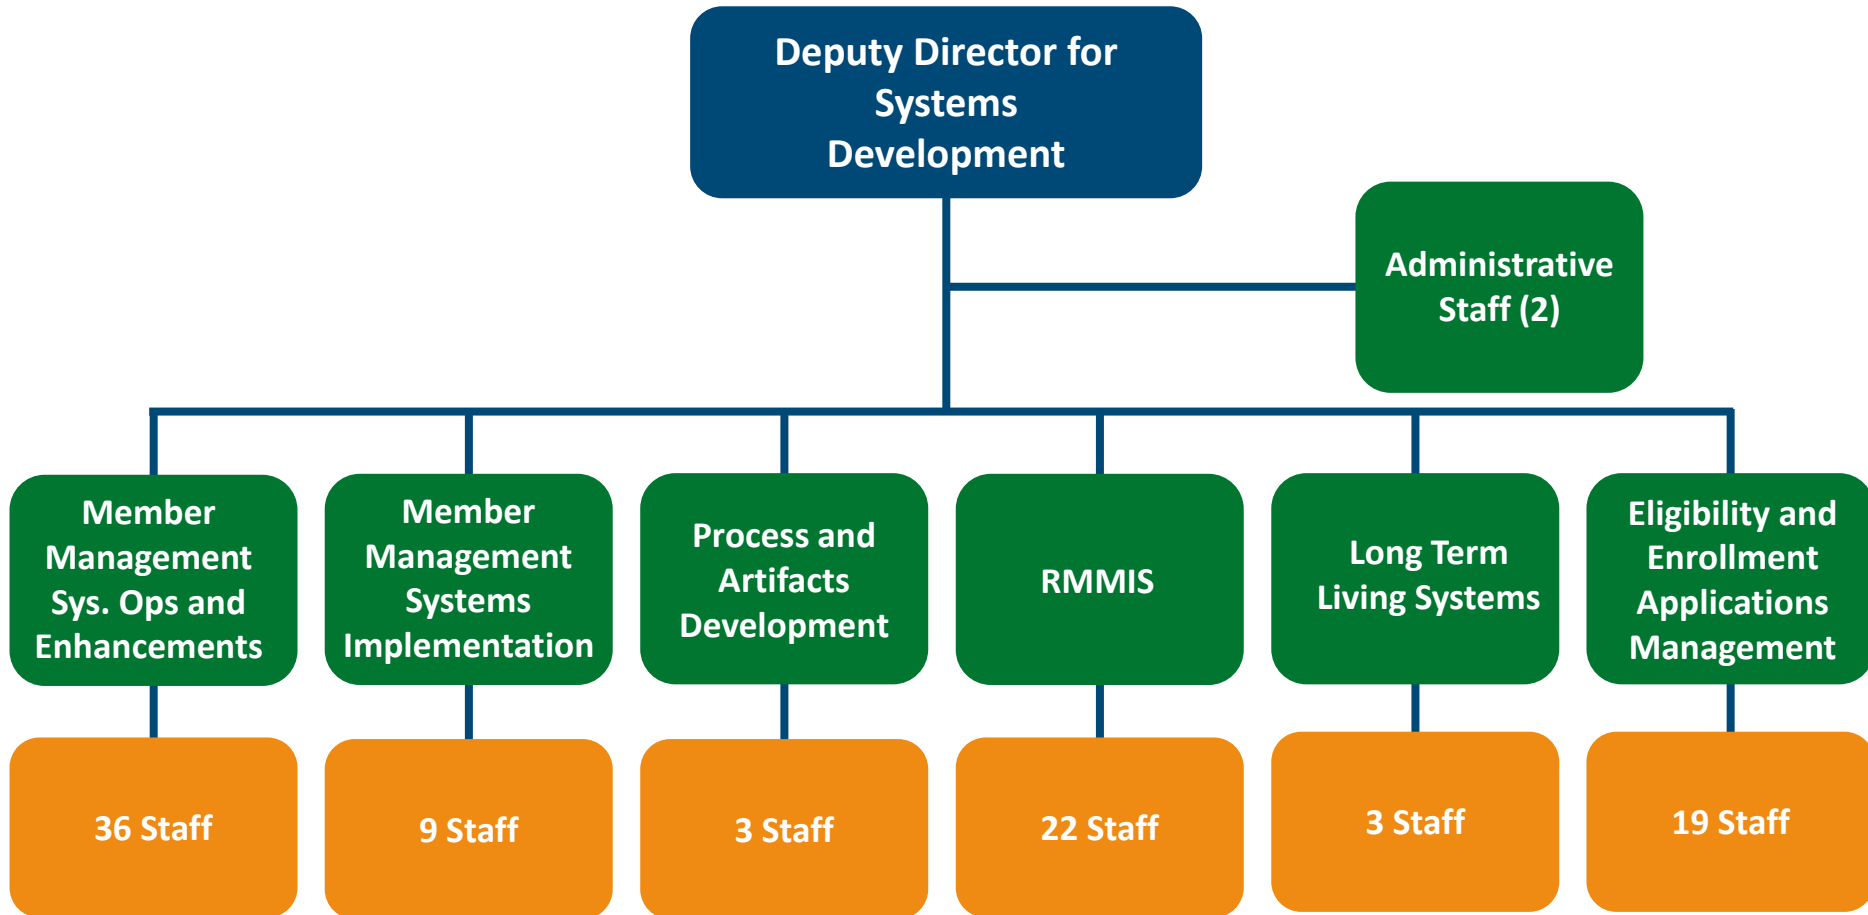 Deputy Director for
Systems
Development
Administrative
Staff (2)
Member
Management
Sys. Ops and
Enhancements
Member
Management
Systems
Implementation
Process and
Artifacts
Development
RMMIS
Long Term
Living Systems
Eligibility and
Enrollment
Applications
Management
36 Staff
9 Staff
3 Staff
22 Staff
3 Staff
19 Staff